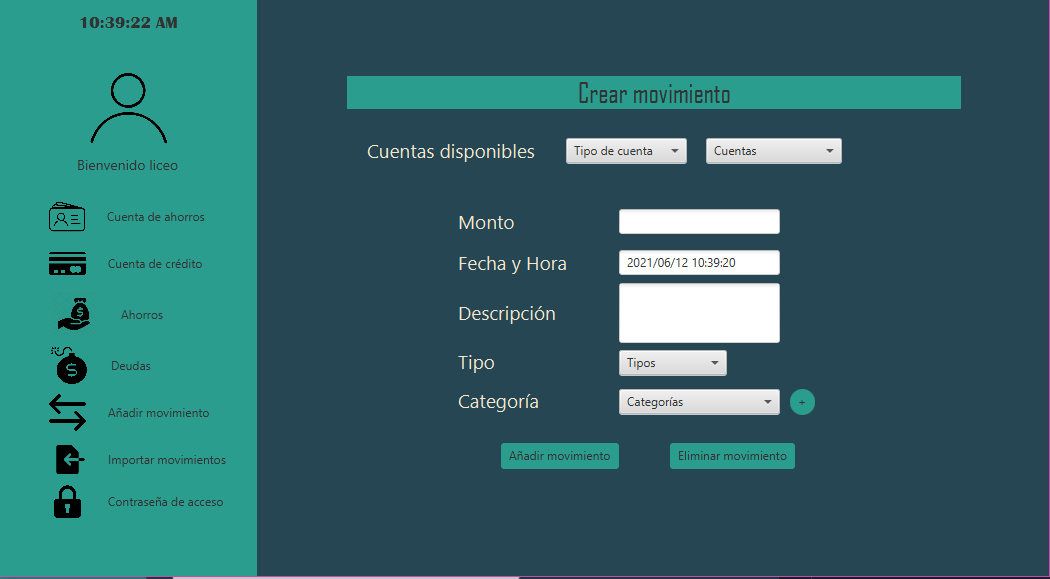 10:39:22 AM
Bienvenido liceo
Cuenta de ahorros
Cuenta de crédito
Ahorros
Deudas
Añadir movimiento
Importar movimientos
Contraseña de acceso
Crear movimiento
Cuentas disponibles Tipo de cuenta Cuentas
Monto
Fecha y Hora 2021/06/12 10:39:20
Descripción
Tipo Tipos
Categoría Categorías +
Añadir movimiento Eliminar movimiento